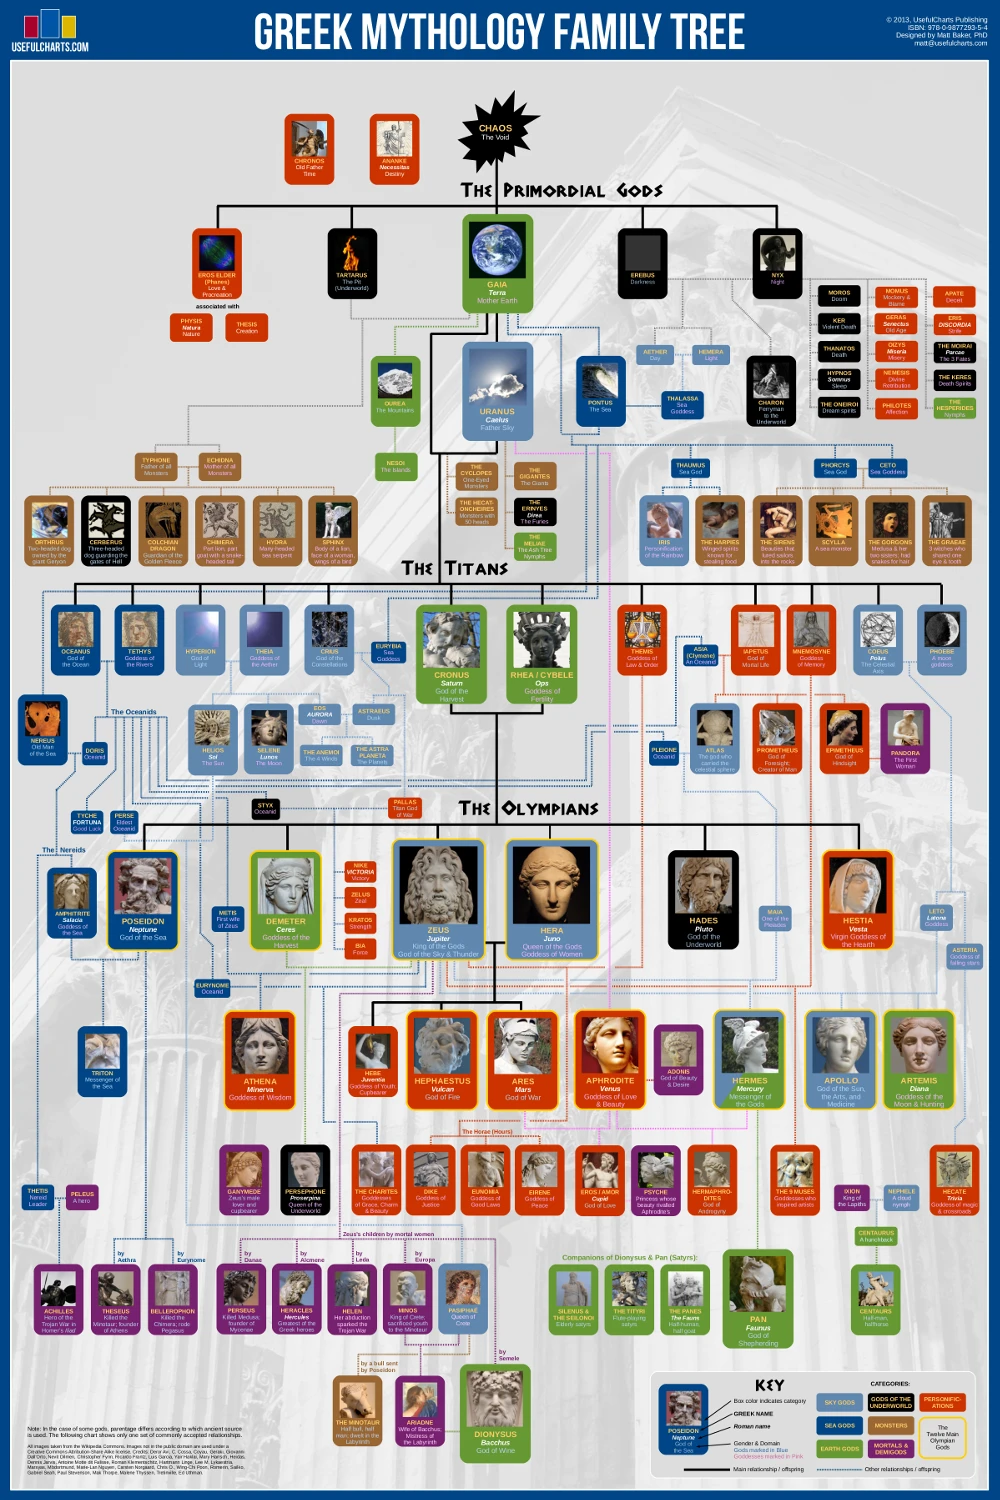 USEFULCHARTS.COM
GREEK MYTHOLOGY FAMILY TREE
© 2013, UsefulCharts Publishing
ISBN: 978-0-9877293-5-4
Designed by Matt Baker, PhD
matt@usefulcharts.com
CHAOS
The Void
CHRONOS
Old Father
Time
ANANKE
Necessitas
Destiny
THE PRIMORDIAL GODS
EROS ELDER
(Phanes)
Love &
Procreation
associated with
PHYSIS
Natura
Nature
THESIS
Creation
TARTARUS
The Pit
(Underworld)
GAIA
Terra
Mother Earth
EREBUS
Darkness
NYX
Night
MOROS
Doom
MOMUS
Mockery &
Blame
APATE
Deceit
KER
Violent Death
GERAS
Senectus
Old Age
ERIS
DISCORDIA
Strife
THANATOS
Death
OIZYS
Miseria
Misery
THE MOIRAI
Parcae
The 3 Fates
HYPNOS
Somnus
Sleep
NEMESIS
Divine
Retribution
THE KERES
Death Spirits
THE ONEIROI
Dream spirits
PHILOTES
Affection
THE
HESPERIDES
Nymphs
OUREA
The Mountains
URANUS
Caelus
Father Sky
PONTUS
The Sea
AETHER
Day
HEMERA
Light
THALASSA
Sea
Goddess
CHARON
Ferryman
to the
Underworld
TYPHONE
Father of all
Monsters
ECHIDNA
Mother of all
Monsters
NESOI
The Islands
THE
CYCLOPES
One-Eyed
Monsters
THE
GIGANTES
The Giants
THE HECAT-
ONCHEIRES
Monsters with
50 heads
THE
ERINYES
Direa
The Furies
THE
MELIAE
The Ash Tree
Nymphs
THAUMUS
Sea God
PHORCYS
Sea God
CETO
Sea Goddess
ORTHRUS
Two-headed dog
owned by the
giant Geryon
CERBERUS
Three-headed
dog guarding the
gates of Hell
COLCHIAN
DRAGON
Guardian of the
Golden Fleece
CHIMERA
Part lion, part
goat with a snake-
headed tail
HYDRA
Many-headed
sea serpent
SPHINX
Body of a lion,
face of a woman,
wings of a bird
IRIS
Personification
of the Rainbow
THE HARPIES
Winged spirits
known for
stealing food
THE SIRENS
Beauties that
lured sailors
into the rocks
SCYLLA
A sea monster
THE GORGONS
Medusa & her
two sisters; had
snakes for hair
THE GRAEAE
3 witches who
shared one
eye & tooth
THE TITANS
OCEANUS
God of
the Ocean
TETHYS
Goddess of
the Rivers
HYPERION
God of
Light
THEIA
Goddess of
the Aether
CRIUS
God of the
Constellations
EURYBIA
Sea
Goddess
CRONUS
Saturn
God of the
Harvest
RHEA / CYBELE
Ops
Goddess of
Fertility
THEMIS
Goddess of
Law & Order
ASIA
(Clymene)
An Oceanid
IAPETUS
God of
Mortal Life
MNEMOSYNE
Goddess
of Memory
COEUS
Polus
The Celestial
Axis
PHOEBE
A moon
goddess
NEREUS
Old Man
of the Sea
The Oceanids
DORIS
Oceanid
HELIOS
Sol
The Sun
SELENE
Lunos
The Moon
EOS
AURORA
Dawn
ASTRAEUS
Dusk
THE ANEMOI
The 4 Winds
THE ASTRA
PLANETA
The Planets
PLEIONE
Oceanid
ATLAS
The god who
carried the
celestial sphere
PROMETHEUS
God of
Foresight;
Creator of Man
EPIMETHEUS
God of
Hindsight
PANDORA
The First
Woman
TYCHE
FORTUNA
Good Luck
PERSE
Eldest
Oceanid
STYX
Oceanid
PALLAS
Titan God
of War
THE OLYMPIANS
The Nereids
AMPHITRITE
Salacia
Goddess of
the Sea
POSEIDON
Neptune
God of the Sea
METIS
First wife
of Zeus
DEMETER
Ceres
Goddess of the
Harvest
NIKE
VICTORIA
Victory
ZELUS
Zeal
KRATOS
Strength
BIA
Force
ZEUS
Jupiter
King of the Gods
God of the Sky & Thunder
HERA
Juno
Queen of the Gods
Goddess of Women
HADES
Pluto
God of the
Underworld
MAIA
One of the
Pleiades
HESTIA
Vesta
Virgin Goddess of
the Hearth
LETO
Latona
Goddess
ASTERIA
Goddess of
falling stars
EURYNOME
Oceanid
TRITON
Messenger of
the Sea
ATHENA
Minerva
Goddess of Wisdom
HEBE
Juventia
Goddess of Youth,
Cupbearer
HEPHAESTUS
Vulcan
God of Fire
ARES
Mars
God of War
APHRODITE
Venus
Goddess of Love
& Beauty
ADONIS
God of Beauty
& Desire
HERMES
Mercury
Messenger of
the Gods
APOLLO
God of the Sun,
the Arts, and
Medicine
ARTEMIS
Diana
Goddess of the
Moon & Hunting
The Horae (Hours)
THETIS
Nereid
Leader
PELEUS
A hero
GANYMEDE
Zeus's male
lover and
cupbearer
PERSEPHONE
Proserpina
Queen of the
Underworld
THE CHARITES
Goddesses
of Grace, Charm
& Beauty
DIKE
Goddess of
Justice
EUNOMIA
Goddess of
Good Laws
EIRENE
Goddess of
Peace
EROS / AMOR
Cupid
God of Love
PSYCHE
Princess whose
beauty rivalled
Aphrodite's
HERMAPHRO-
DITES
God of
Androgyny
THE 9 MUSES
Goddesses who
inspired artists
IXION
King of
the Lapiths
NEPHELE
A cloud
nymph
HECATE
Trivia
Goddess of magic
& crossroads
CENTAURUS
A hunchback
Zeus's children by mortal women
by
Aethra
by
Eurynome
by
Danae
by
Alcmene
by
Leda
by
Europe
Companions of Dionysus & Pan (Satyrs):
ACHILLES
Hero of the
Trojan War in
Homer's Iliad
THESEUS
Killed the
Minotaur; founder
of Athens
BELLEROPHON
Killed the
Chimera; rode
Pegasus
PERSEUS
Killed Medusa;
founder of
Mycenae
HERACLES
Hercules
Greatest of the
Greek heroes
HELEN
Her abduction
sparked the
Trojan War
MINOS
King of Crete;
sacrificed youth
to the Minotaur
PASIPHAE
Queen of
Crete
SILENUS &
THE SEILONOI
Elderly satyrs
THE TITYRI
Flute-playing
satyrs
THE PANES
The Fauns
Half human,
half goat
PAN
Faunus
God of
Shepherding
CENTAURS
Half-man,
half-horse
by a bull sent
by Poseidon
by
Semele
THE MINOTAUR
Half bull, half
man; dwelt in the
Labyrinth
ARIADNE
Wife of Bacchus,
Mistress of
the Labyrinth
DIONYSUS
Bacchus
God of Wine
KEY
POSEIDON
Neptune
God of
the Sea
Box color indicates category
GREEK NAME
Roman name
Gender & Domain
Gods marked in Blue
Goddesses marked in Pink
CATEGORIES:
SKY GODS
GODS OF THE
UNDERWORLD
PERSONIFIC-
ATIONS
SEA GODS
MONSTERS
EARTH GODS
MORTALS &
DEMIGODS
The
Twelve Main
Olympian
Gods
Main relationship / offspring
Other relationships / offspring
Note: In the case of some gods, parentage differs according to which ancient source
is used. The following chart shows only one set of commonly accepted relationships.